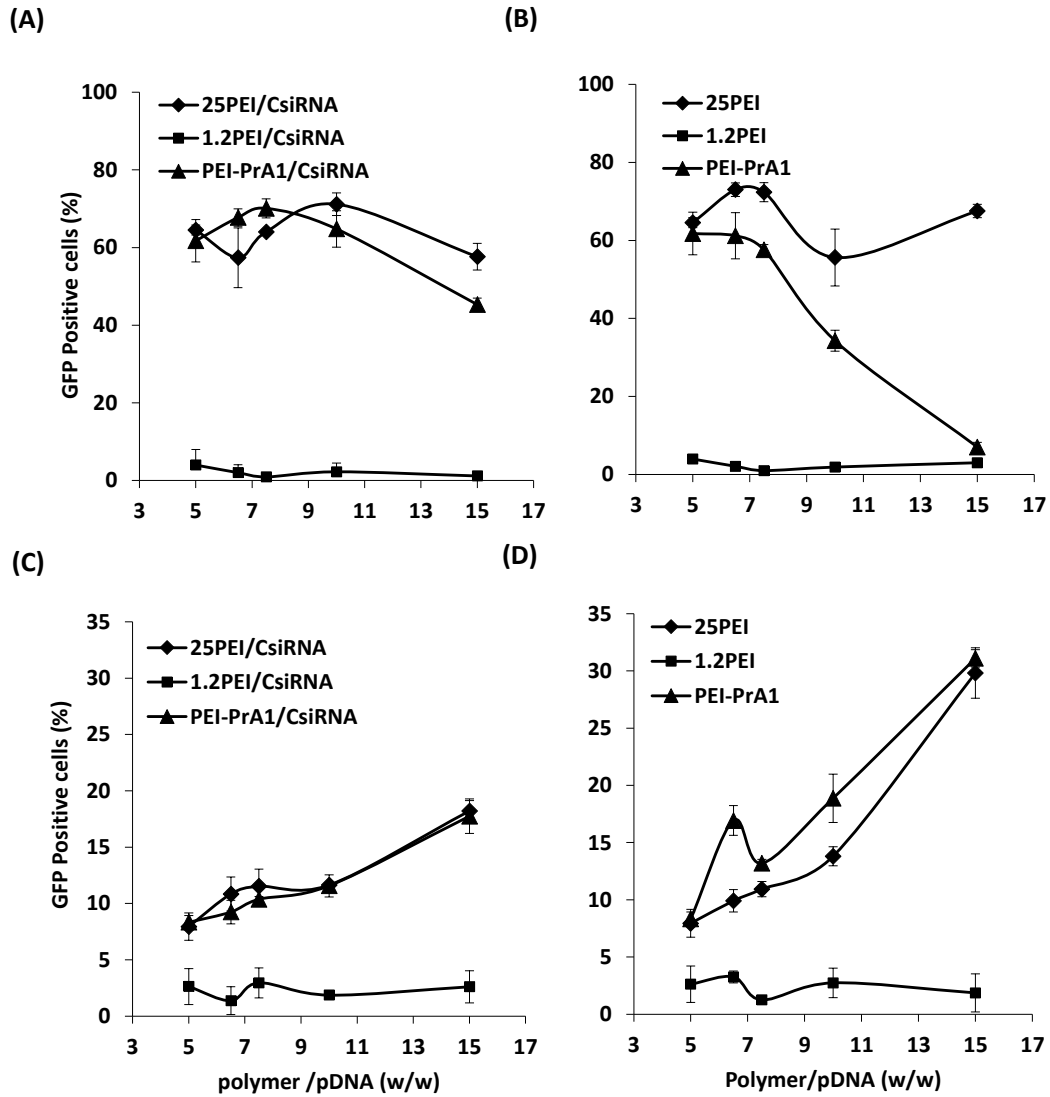 (A)
100
80
60
40
20
0
GFP Positive cells (%)
25PEI/CsiRNA
1.2PEI/CsiRNA
PEI-PrA1/CsiRNA
3 5 7 9 11 13 15 17
(B)
100
80
60
40
20
0
25PEI
1.2PEI
PEI-PrA1
3 5 7 9 11 13 15 17
(C)
35
30
25
20
15
10
5
0
GFP Positive cells (%)
25PEI/CsiRNA
1.2PEI/CsiRNA
PEI-PrA1/CsiRNA
3 5 7 9 11 13 15 17
polymer /pDNA (w/w)
(D)
35
30
25
20
15
10
5
0
25PEI
1.2PEI
PEI-PrA1
3 5 7 9 11 13 15 17
Polymer/pDNA (w/w)